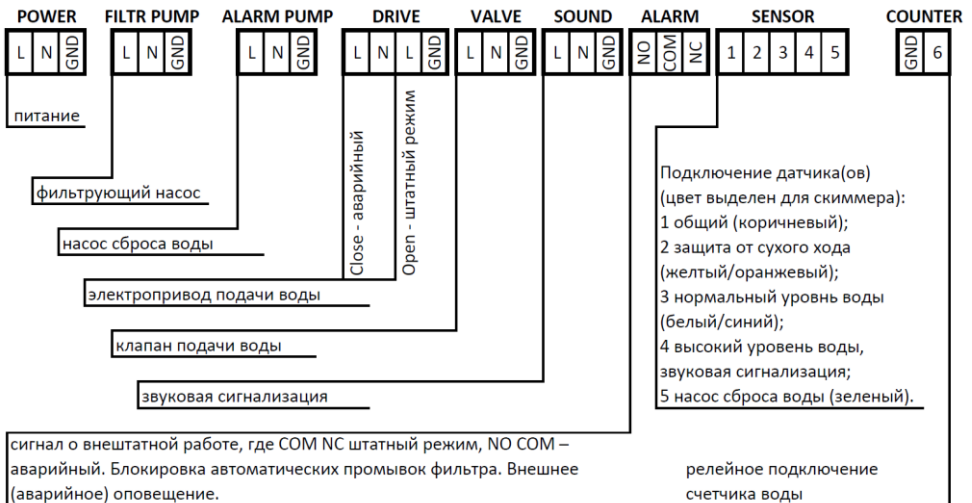 POWER FILTR PUMP ALARM PUMP DRIVE VALVE SOUND ALARM SENSOR COUNTER
L N GND L N GND L N GND L N L GND L N GND L N GND NO COM NC 1 2 3 4 5 GND 6
питание
фильтрующий насос
насос сброса воды
Close - аварийный
Open - штатный режим
электропривод подачи воды
клапан подачи воды
звуковая сигнализация
Подключение датчика(ов)
(цвет выделен для скиммера):
1 общий (коричневый);
2 защита от сухого хода
(желтый/оранжевый);
3 нормальный уровнь воды
(белый/синий);
4 высокий уровень воды,
звуковая сигнализация;
5 насос сброса воды (зеленый).
сигнал о внештатной работе, где COM NC штатный режим, NO COM –
аварийный. Блокировка автоматических промывок фильтра. Внешнее
(аварийное) оповещение.
релейное подключение
счетчика воды